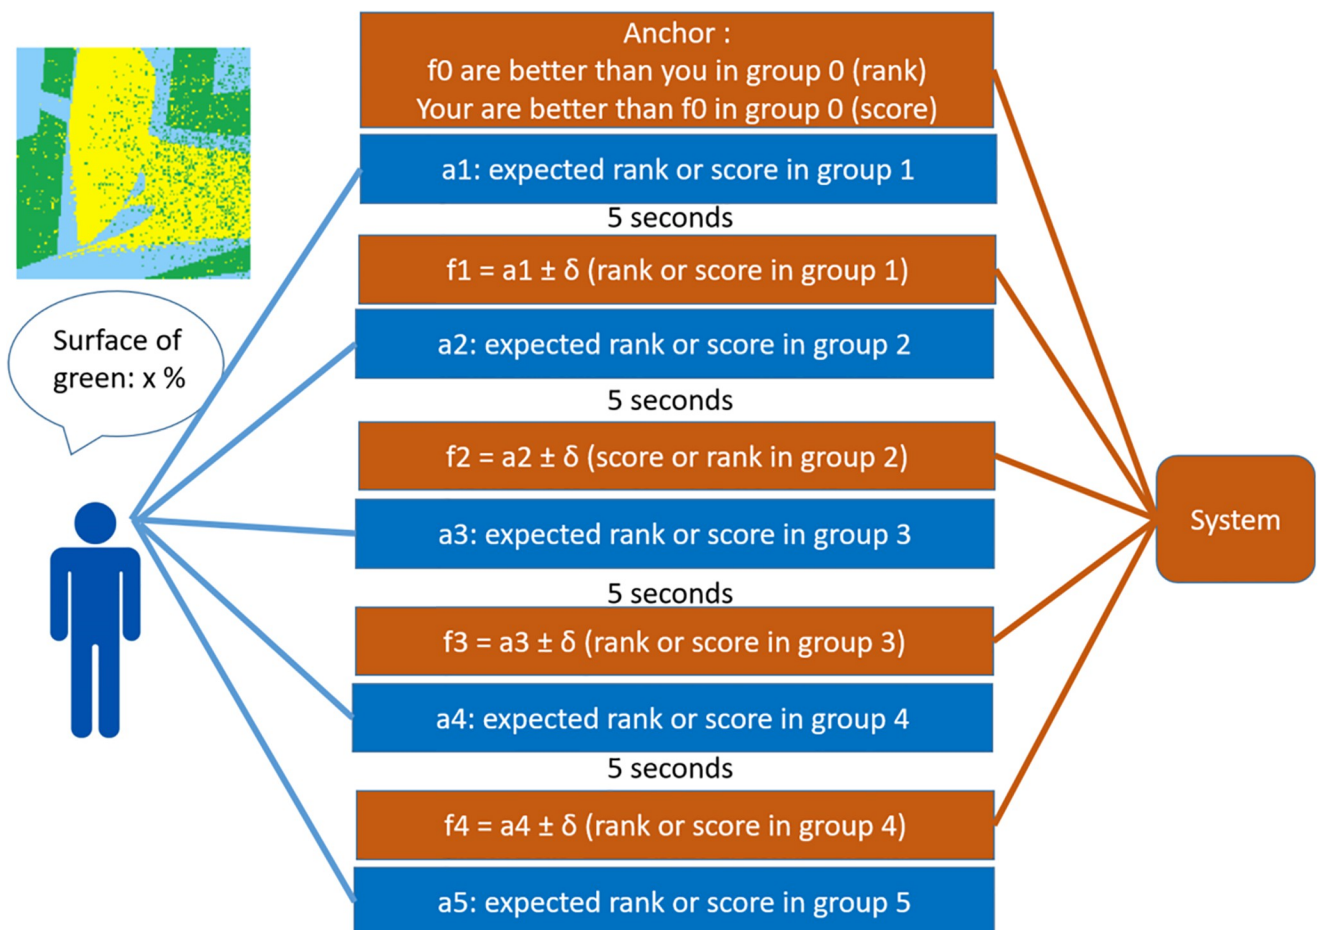 Anchor :
f0 are better than you in group 0 (rank)
Your are better than f0 in group 0 (score)
a1: expected rank or score in group 1
5 seconds
f1 = a1 ± δ (rank or score in group 1)
Surface of
green: x %
a2: expected rank or score in group 2
5 seconds
f2 = a2 ± δ (score or rank in group 2)
a3: expected rank or score in group 3
System
5 seconds
f3 = a3 ± δ (rank or score in group 3)
a4: expected rank or score in group 4
5 seconds
f4 = a4 ± δ (rank or score in group 4)
a5: expected rank or score in group 5